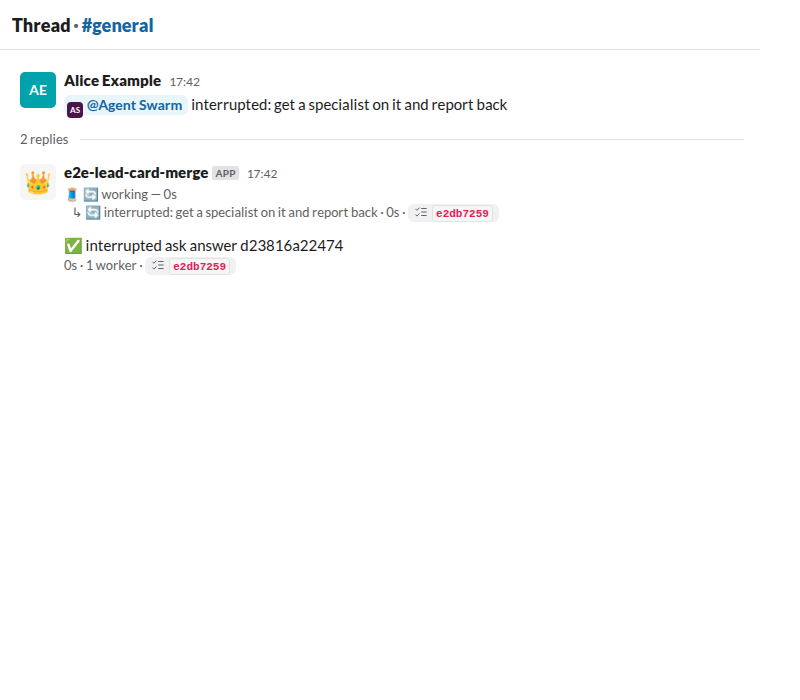 Thread · #general
AE
Alice Example 17:42
AS @Agent Swarm interrupted: get a specialist on it and report back
2 replies
e2e-lead-card-merge APP 17:42
🧵 🔄 working — 0s
↳ 🔄 interrupted: get a specialist on it and report back · 0s · e2db7259
✅ interrupted ask answer d23816a22474
0s · 1 worker · e2db7259